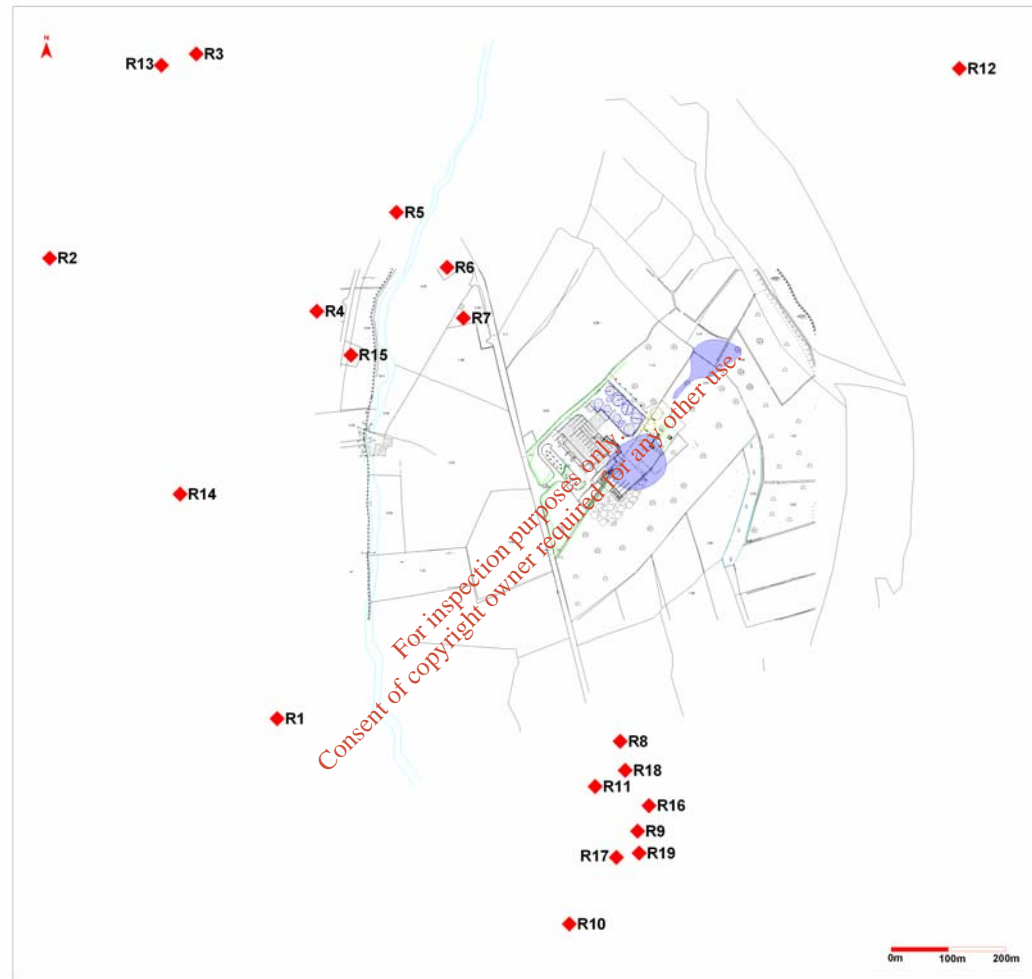 N
R13
R3
R12
R5
R2
R6
R4
R7
R15
R14
For inspection purposes only.
Consent of copyright owner required for any other use.
R1
R8
R18
R11
R16
R9
R17
R19
R10
0m 100m 200m